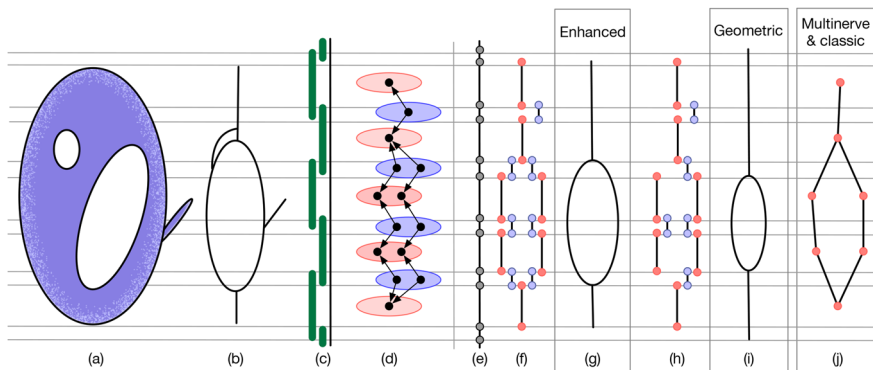 Enhanced
Geometric
Multinerve
& classic
(a)
(b)
(c)
(d)
(e)
(f)
(g)
(h)
(i)
(j)